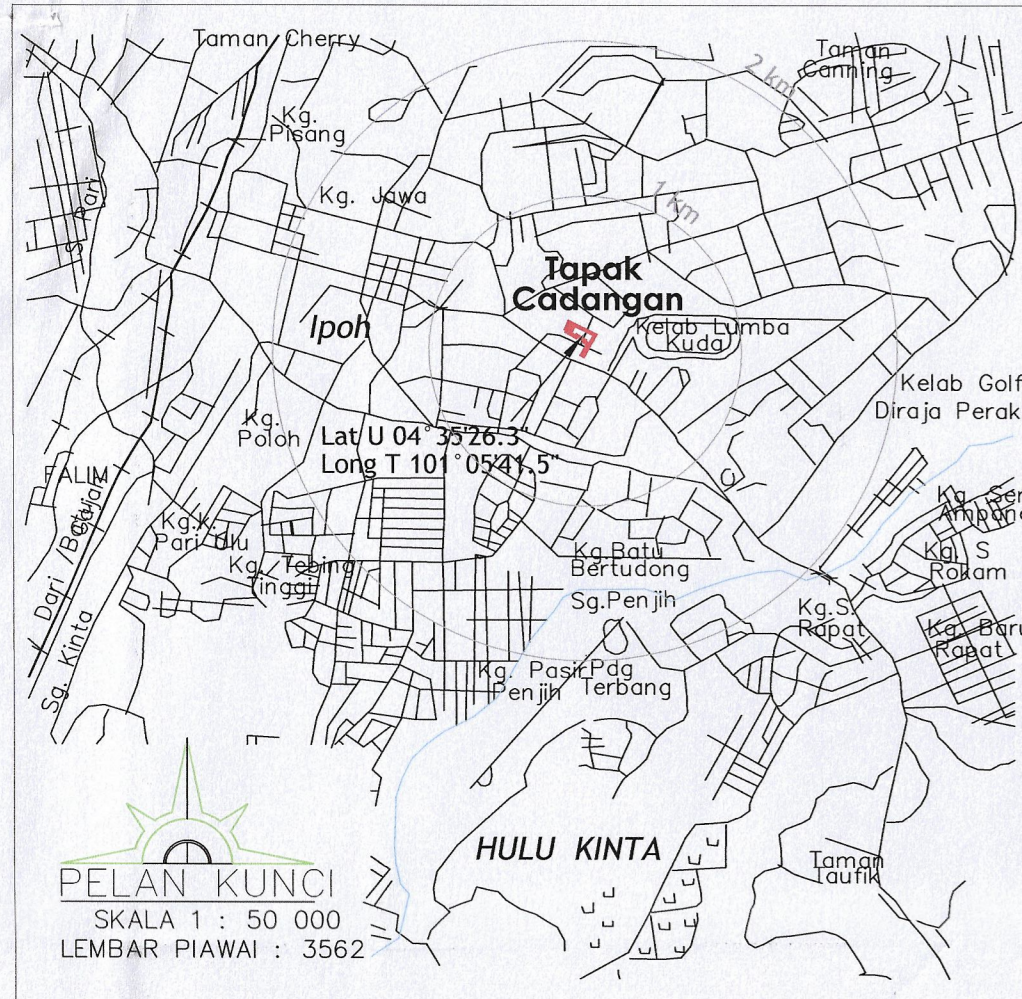 Taman Cherry
Taman
Canning
2 km
Kg.
Pisang
Kg. Jawa
1 km
S. Pari
Tapak
Cadangan
Ipoh
Kelab Lumba
Kuda
Kelab Golf
Diraja Perak
Kg.
Poloh
Lat U 04°35'26.3"
Long T 101°05'41.5"
FALIM
Kg.K.
Pari Ulu
Kg. Tebing
Tinggi
Kg.Batu
Bertudong
Kg. S
Rokam
Dari
Sg.Penjih
Kg.S.
Rapat
Kg. Baru
Rapat
Sg. Kinta
Kg. Pasir
Penjih
Pdg
Terbang
HULU KINTA
Taman
Taufik
PELAN KUNCI
SKALA 1 : 50 000
LEMBAR PIAWAI : 3562